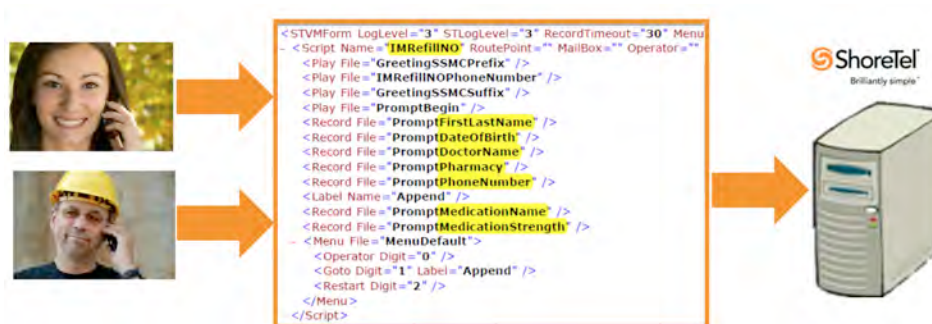 <STVMForm LogLevel="3" STLogLevel="3" RecordTimeout="30" Menu
- <Script Name="IMRefillNO" RoutePoint="" MailBox="" Operator=""
<Play File="GreetingSSMCPrefix" />
<Play File="IMRefillNOPhoneNumber" />
<Play File="GreetingSSMCSuffix" />
<Play File="PromptBegin" />
<Record File="PromptFirstLastName" />
<Record File="PromptDateOfBirth" />
<Record File="PromptDoctorName" />
<Record File="PromptPharmacy" />
<Record File="PromptPhoneNumber" />
<Label Name="Append" />
<Record File="PromptMedicationName" />
<Record File="PromptMedicationStrength" />
- <Menu File="MenuDefault">
<Operator Digit="0" />
<Goto Digit="1" Label="Append" />
<Restart Digit="2" />
</Menu>
</Script>
ShoreTel
Brilliantly simple™